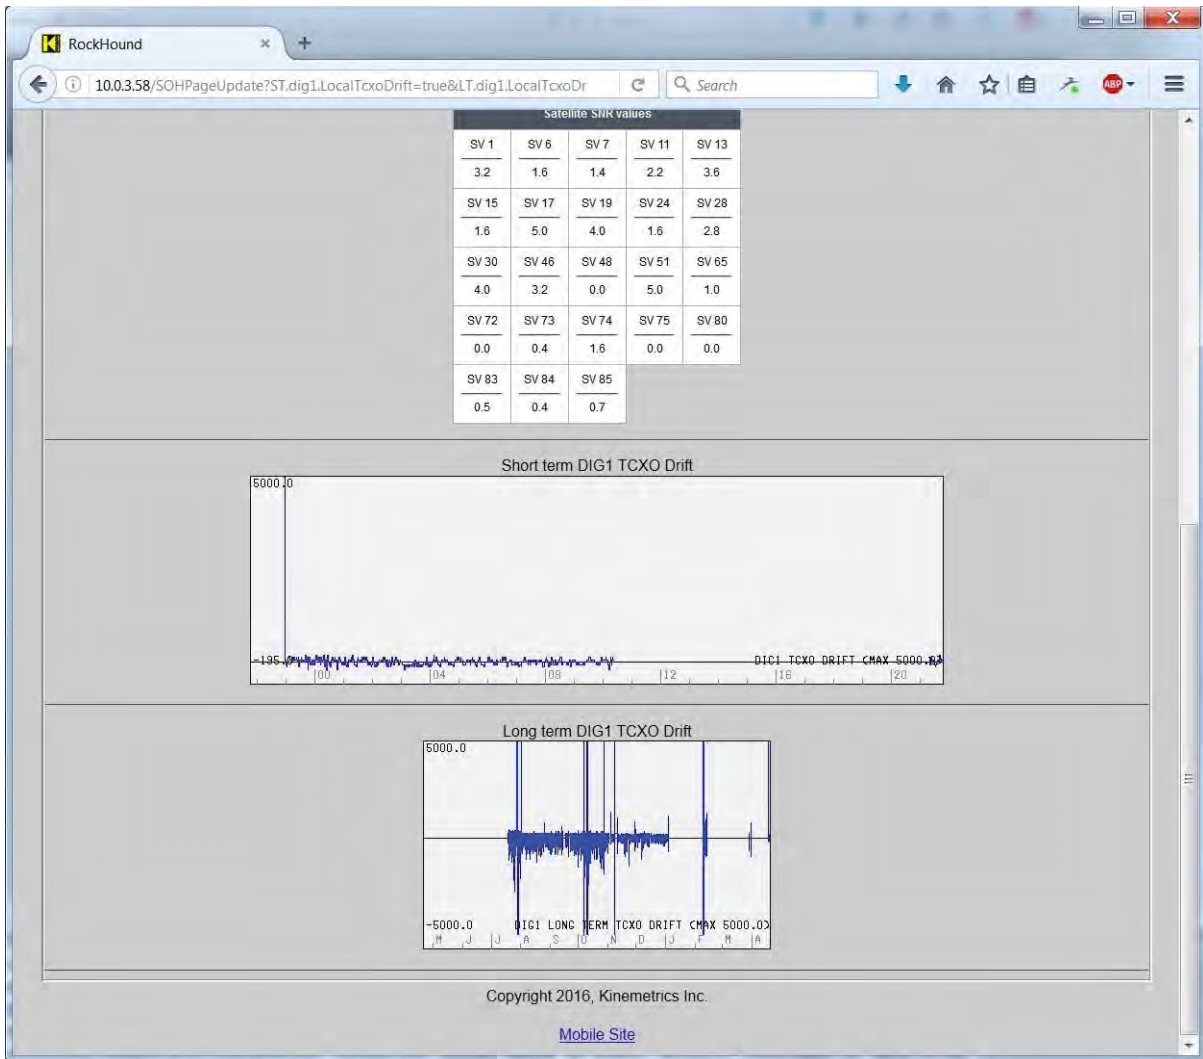 RockHound
10.0.3.58/SOHPageUpdate?ST.dig1.LocalTcxoDrift=true&LT.dig1.LocalTcxoDr
Search
ABP
Satellite SNR values
SV 1 SV 6 SV 7 SV 11 SV 13
3.2 1.6 1.4 2.2 3.6
SV 15 SV 17 SV 19 SV 24 SV 28
1.6 5.0 4.0 1.6 2.8
SV 30 SV 46 SV 48 SV 51 SV 65
4.0 3.2 0.0 5.0 1.0
SV 72 SV 73 SV 74 SV 75 SV 80
0.0 0.4 1.6 0.0 0.0
SV 83 SV 84 SV 85
0.5 0.4 0.7
Short term DIG1 TCXO Drift
5000.0
-195. DIG1 TCXO DRIFT (MAX 5000.
00 04 08 12 16 20
Long term DIG1 TCXO Drift
5000.0
-5000.0 DIG1 LONG TERM TCXO DRIFT (MAX 5000.0)
M J J A S O N D J F M A
Copyright 2016, Kinemetrics Inc.
Mobile Site